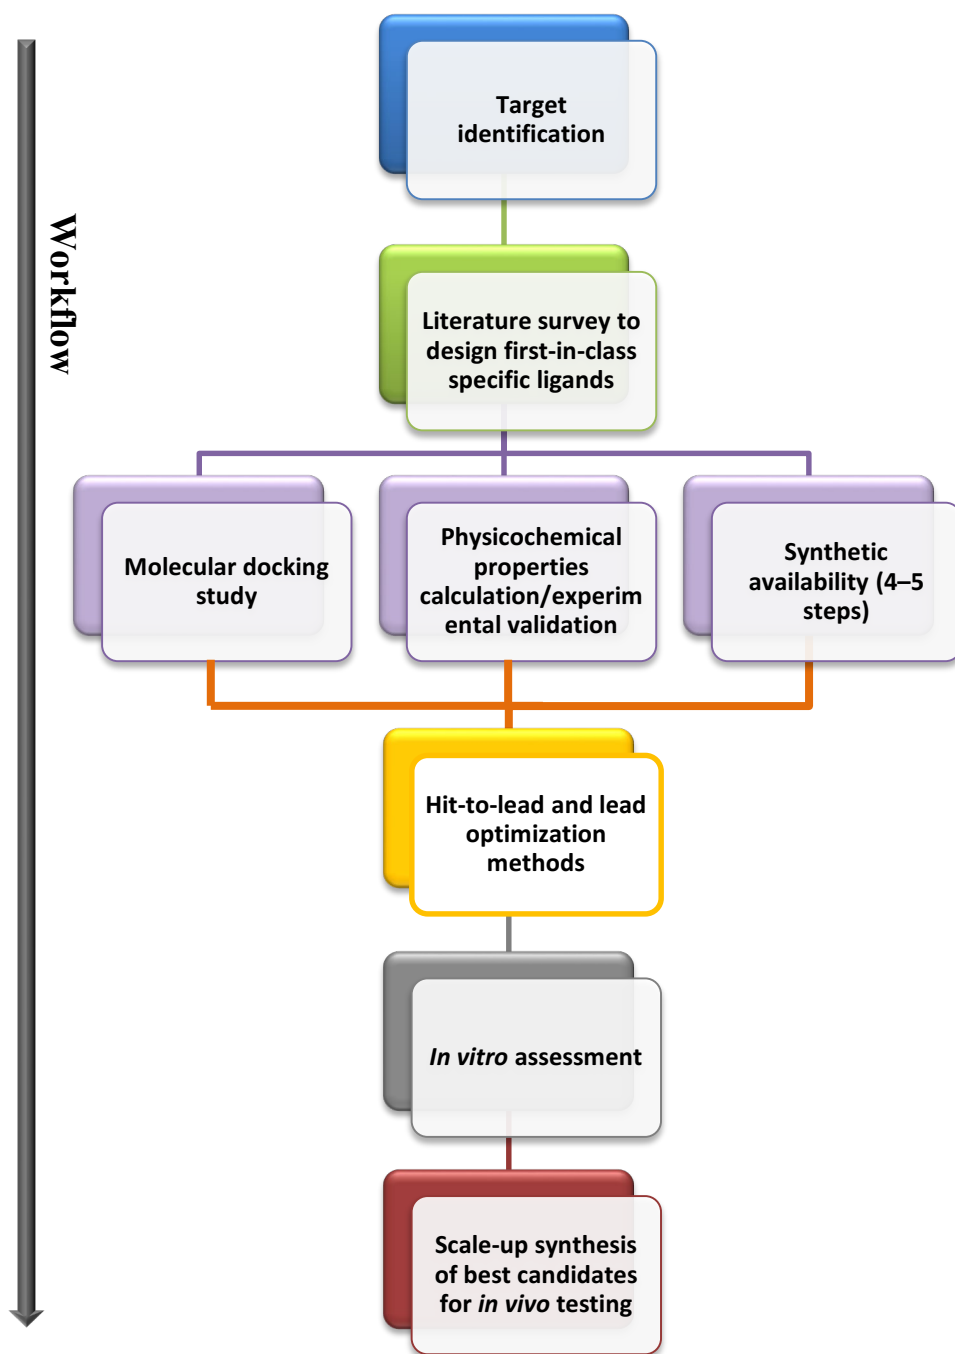 Workflow
Target
identification
Literature survey to
design first-in-class
specific ligands
Molecular docking
study
Physicochemical
properties
calculation/experim
ental validation
Synthetic
availability (4–5
steps)
Hit-to-lead and lead
optimization
methods
In vitro assessment
Scale-up synthesis
of best candidates
for in vivo testing